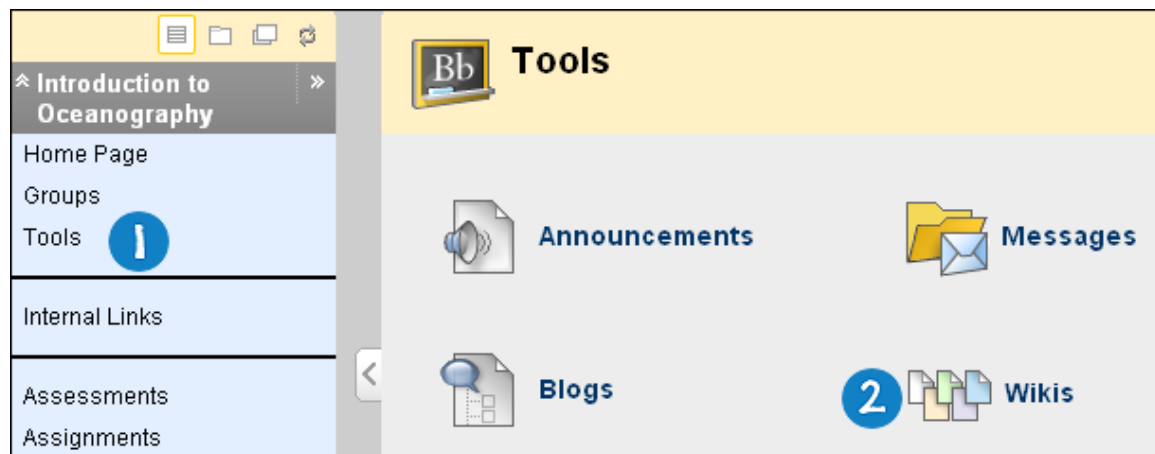 Introduction to
Oceanography
Home Page
Groups
Tools 1
Internal Links
Assessments
Assignments
Bb Tools
Announcements
Messages
Blogs
2 Wikis